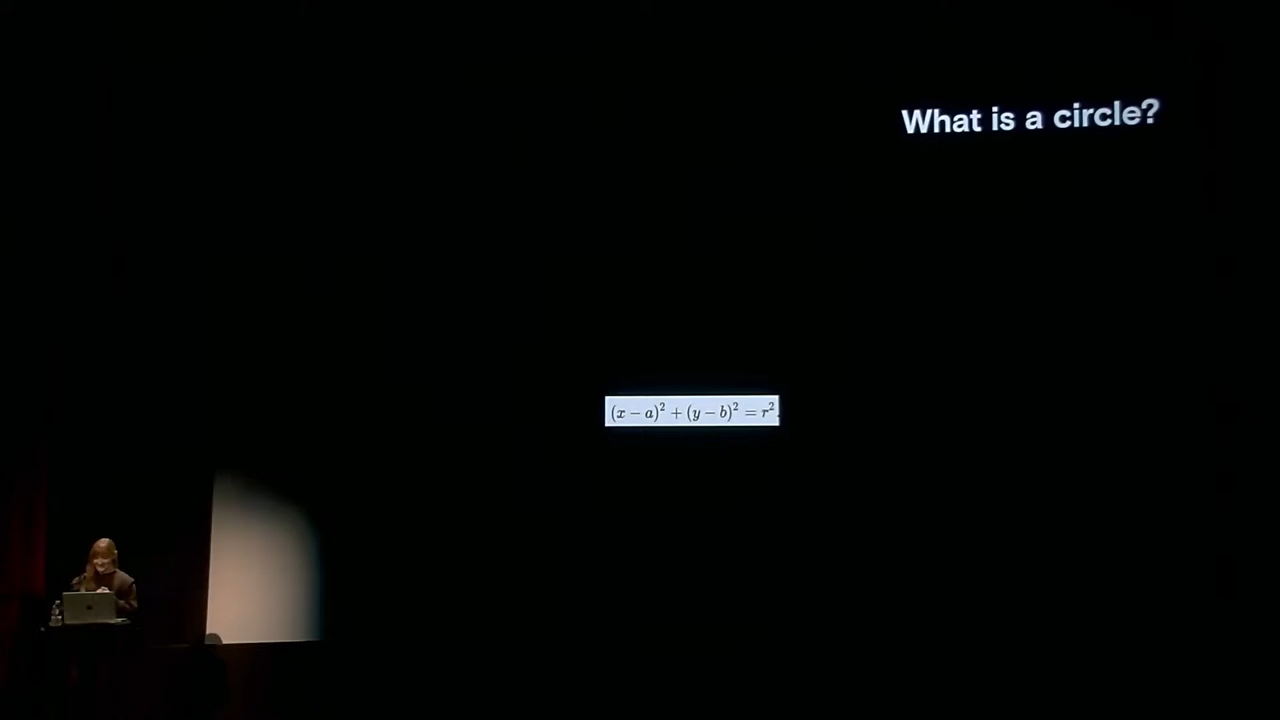 What is a circle?
(x − a)² + (y − b)² = r².